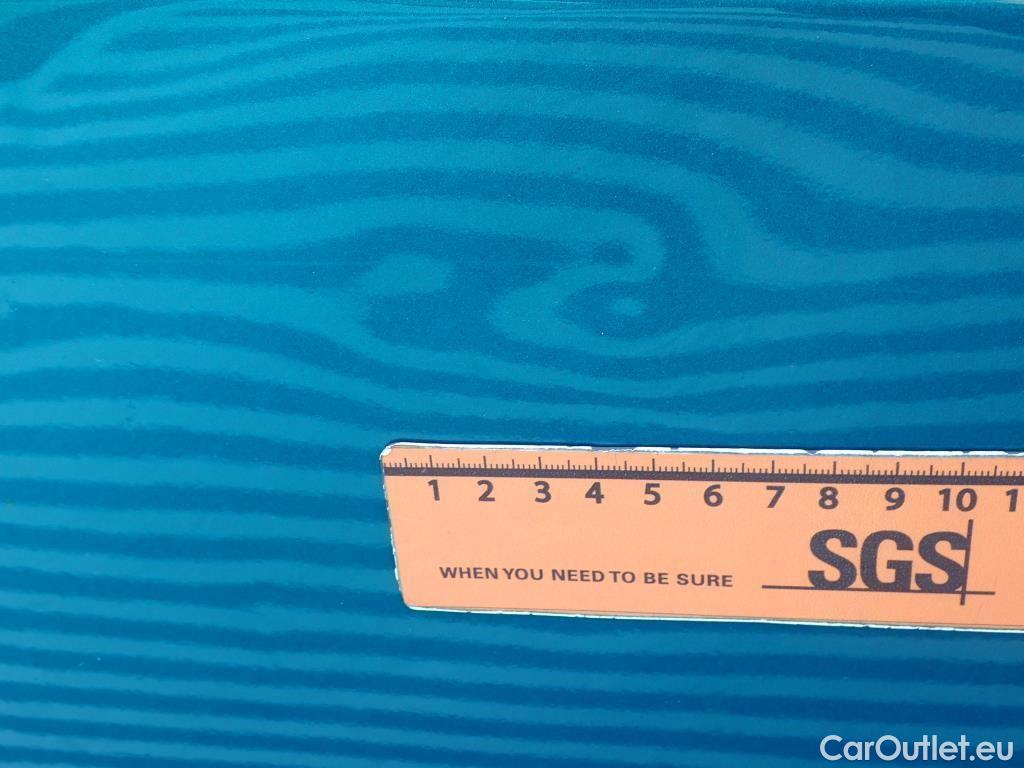 1 2 3 4 5 6 7 8 9 10 1
SGS
WHEN YOU NEED TO BE SURE
CarOutlet.eu